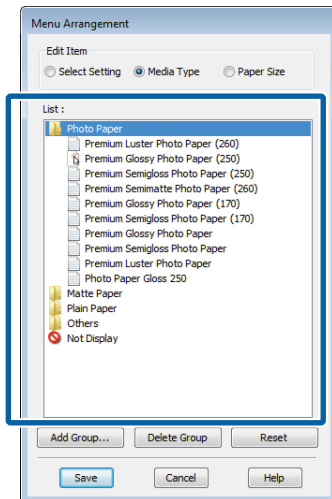 Menu Arrangement
Edit Item
Select Setting Media Type Paper Size
List :
Photo Paper
Premium Luster Photo Paper (260)
Premium Glossy Photo Paper (250)
Premium Semigloss Photo Paper (250)
Premium Semimatte Photo Paper (260)
Premium Glossy Photo Paper (170)
Premium Semigloss Photo Paper (170)
Premium Glossy Photo Paper
Premium Semigloss Photo Paper
Premium Luster Photo Paper
Photo Paper Gloss 250
Matte Paper
Plain Paper
Others
Not Display
Add Group... Delete Group Reset
Save Cancel Help